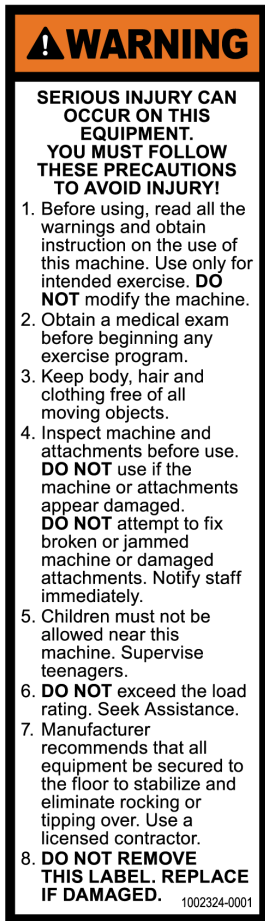 WARNING
SERIOUS INJURY CAN
OCCUR ON THIS
EQUIPMENT.
YOU MUST FOLLOW
THESE PRECAUTIONS
TO AVOID INJURY!
1. Before using, read all the
warnings and obtain
instruction on the use of
this machine. Use only for
intended exercise. DO
NOT modify the machine.
2. Obtain a medical exam
before beginning any
exercise program.
3. Keep body, hair and
clothing free of all
moving objects.
4. Inspect machine and
attachments before use.
DO NOT use if the
machine or attachments
appear damaged.
DO NOT attempt to fix
broken or jammed
machine or damaged
attachments. Notify staff
immediately.
5. Children must not be
allowed near this
machine. Supervise
teenagers.
6. DO NOT exceed the load
rating. Seek Assistance.
7. Manufacturer
recommends that all
equipment be secured to
the floor to stabilize and
eliminate rocking or
tipping over. Use a
licensed contractor.
8. DO NOT REMOVE
THIS LABEL. REPLACE
IF DAMAGED. 1002324-0001